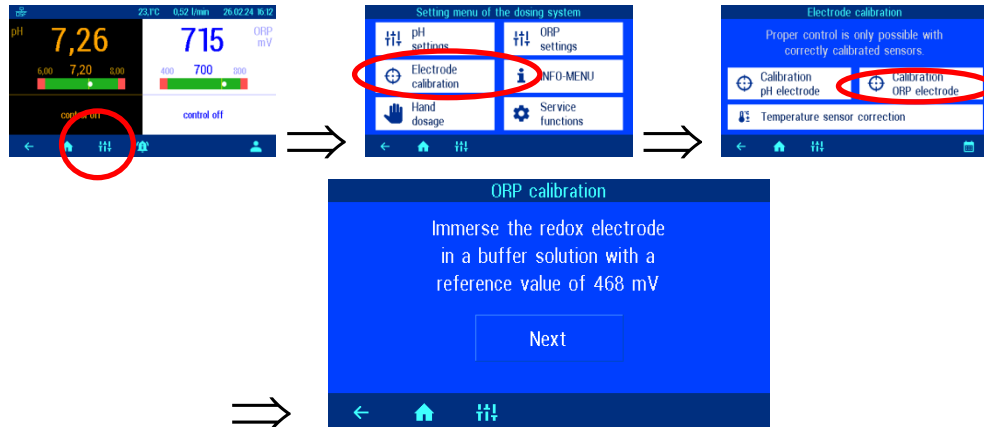 23,1°C 0.52 l/min 26.02.24 16:12
pH 7,26
6,00 7,20 8,00
control off
715 ORP mV
400 700 800
control off
Setting menu of the dosing system
pH settings
ORP settings
Electrode calibration
INFO-MENU
Hand dosage
Service functions
Electrode calibration
Proper control is only possible with
correctly calibrated sensors.
Calibration pH electrode
Calibration ORP electrode
Temperature sensor correction
ORP calibration
Immerse the redox electrode
in a buffer solution with a
reference value of 468 mV
Next